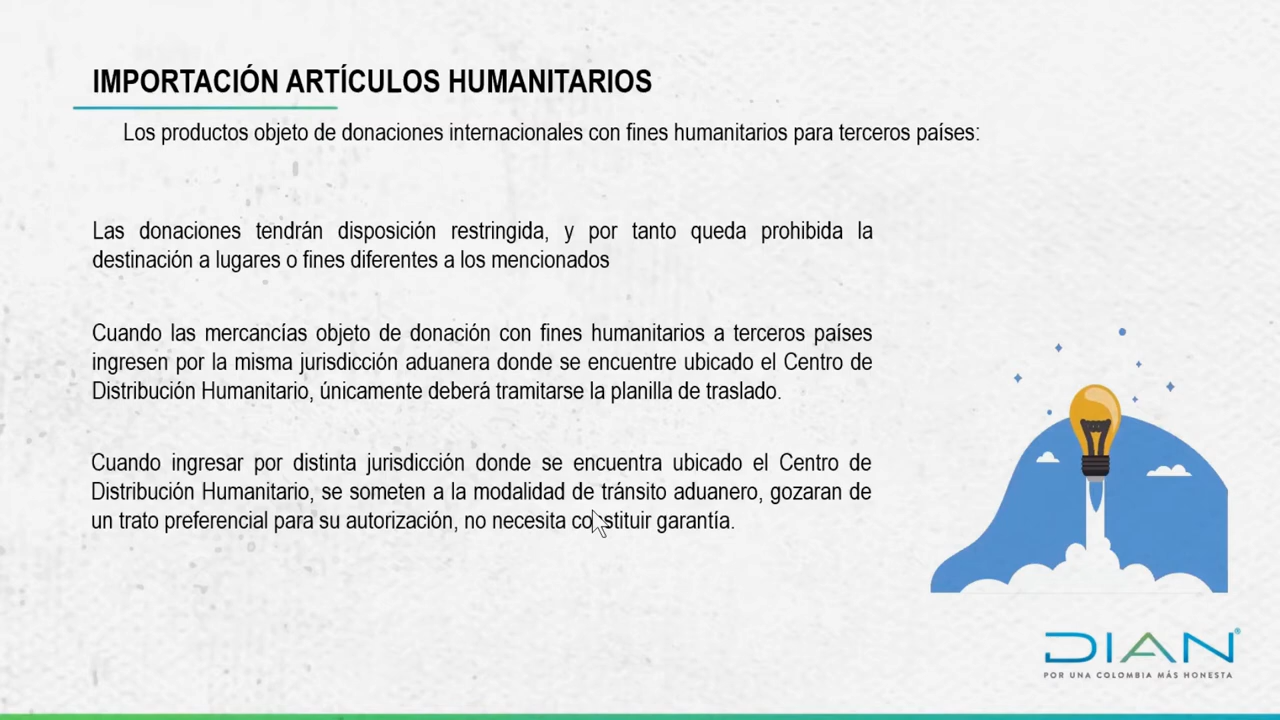 IMPORTACIÓN ARTÍCULOS HUMANITARIOS
Los productos objeto de donaciones internacionales con fines humanitarios para terceros países:
Las donaciones tendrán disposición restringida, y por tanto queda prohibida la
destinación a lugares o fines diferentes a los mencionados
Cuando las mercancías objeto de donación con fines humanitarios a terceros países
ingresen por la misma jurisdicción aduanera donde se encuentre ubicado el Centro de
Distribución Humanitario, únicamente deberá tramitarse la planilla de traslado.
Cuando ingresar por distinta jurisdicción donde se encuentra ubicado el Centro de
Distribución Humanitario, se someten a la modalidad de tránsito aduanero, gozaran de
un trato preferencial para su autorización, no necesita constituir garantía.
DIAN®
POR UNA COLOMBIA MÁS HONESTA